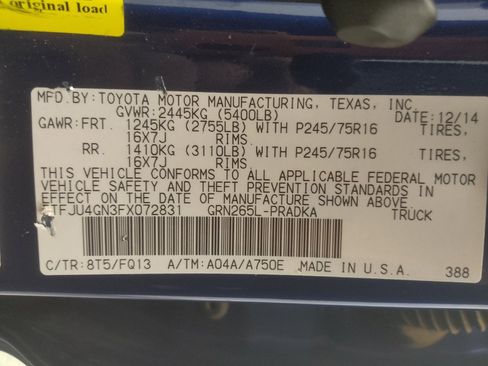 original load
MFD.BY: TOYOTA MOTOR MANUFACTURING, TEXAS, INC.
GVWR: 2445KG (5400LB) DATE: 12/14
GAWR: FRT. 1245KG (2755LB) WITH P245/75R16 TIRES,
16X7J RIMS.
RR. 1410KG (3110LB) WITH P245/75R16 TIRES,
16X7J RIMS.
THIS VEHICLE CONFORMS TO ALL APPLICABLE FEDERAL MOTOR
VEHICLE SAFETY AND THEFT PREVENTION STANDARDS IN
EFFECT ON THE DATE OF MANUFACTURE SHOWN ABOVE.
5TFJU4GN3FX072831 GRN265L-PRADKA TRUCK
C/TR: 8T5/FQ13 A/TM: A04A/A750E MADE IN U.S.A. 388